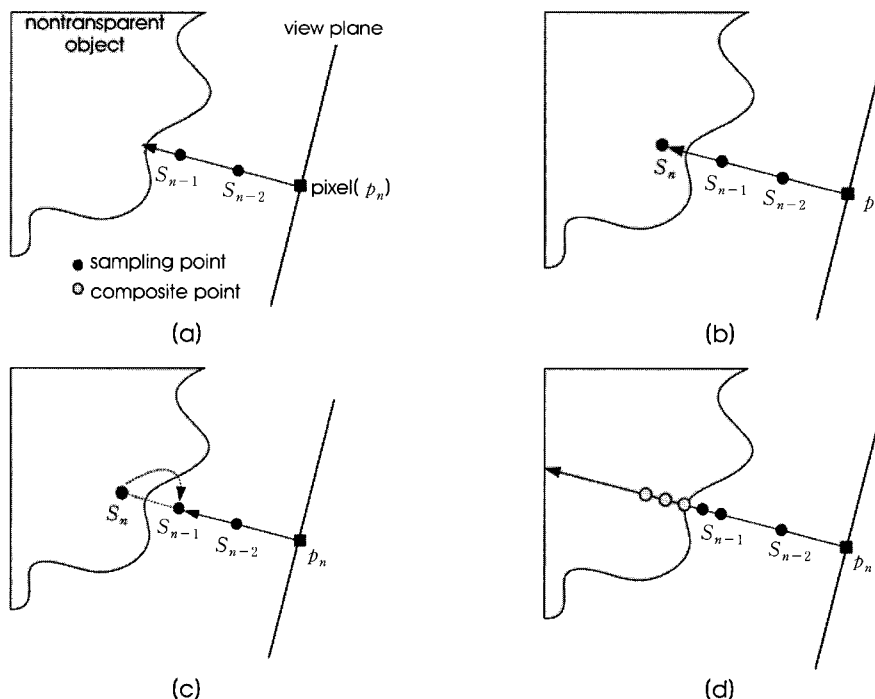 nontransparent
object
view plane
S_{n-1}
S_{n-2}
pixel( p_n)
sampling point
composite point
(a)
S_n
S_{n-1}
S_{n-2}
p
(b)
S_n
S_{n-1}
S_{n-2}
p_n
(c)
S_{n-1}
S_{n-2}
p_n
(d)